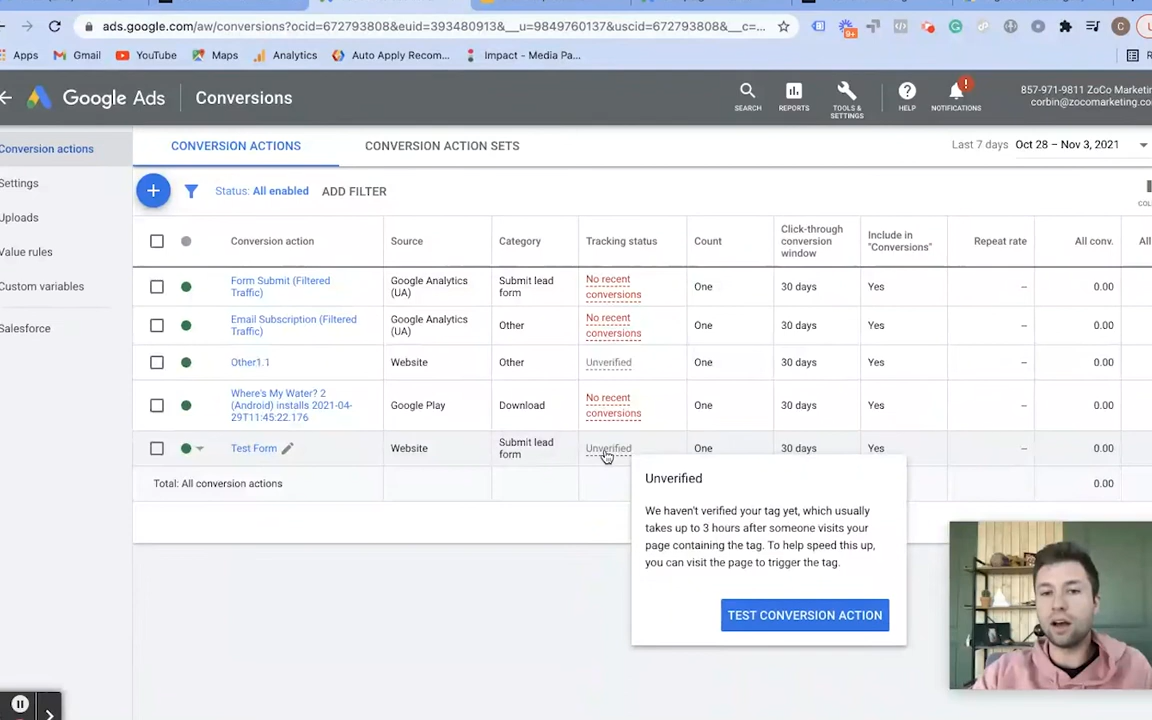 ads.google.com/aw/conversions?ocid=672793808&euid=393480913&__u=9849760137&uscid=672793808&__c=...
9+
C
Apps
Gmail
YouTube
Maps
Analytics
Auto Apply Recom...
Impact - Media Pa...
Google Ads
Conversions
SEARCH
REPORTS
TOOLS &
SETTINGS
HELP
!
NOTIFICATIONS
857-971-9811 ZoCo Marketing
corbin@zocomarketing.co
Conversion actions
Settings
Uploads
Value rules
Custom variables
Salesforce
CONVERSION ACTIONS
CONVERSION ACTION SETS
Last 7 days
Oct 28 – Nov 3, 2021
Status: All enabled
ADD FILTER
COL
Conversion action
Source
Category
Tracking status
Count
Click-through
conversion
window
Include in
"Conversions"
Repeat rate
All conv.
All
Form Submit (Filtered
Traffic)
Google Analytics
(UA)
Submit lead
form
No recent
conversions
One
30 days
Yes
–
0.00
Email Subscription (Filtered
Traffic)
Google Analytics
(UA)
Other
No recent
conversions
One
30 days
Yes
–
0.00
Other1.1
Website
Other
Unverified
One
30 days
Yes
–
0.00
Where's My Water? 2
(Android) installs 2021-04-
29T11:45:22.176
Google Play
Download
No recent
conversions
One
30 days
Yes
–
0.00
Test Form
Website
Submit lead
form
Unverified
One
30 days
Yes
–
0.00
Total: All conversion actions
0.00
Unverified
We haven't verified your tag yet, which usually
takes up to 3 hours after someone visits your
page containing the tag. To help speed this up,
you can visit the page to trigger the tag.
TEST CONVERSION ACTION